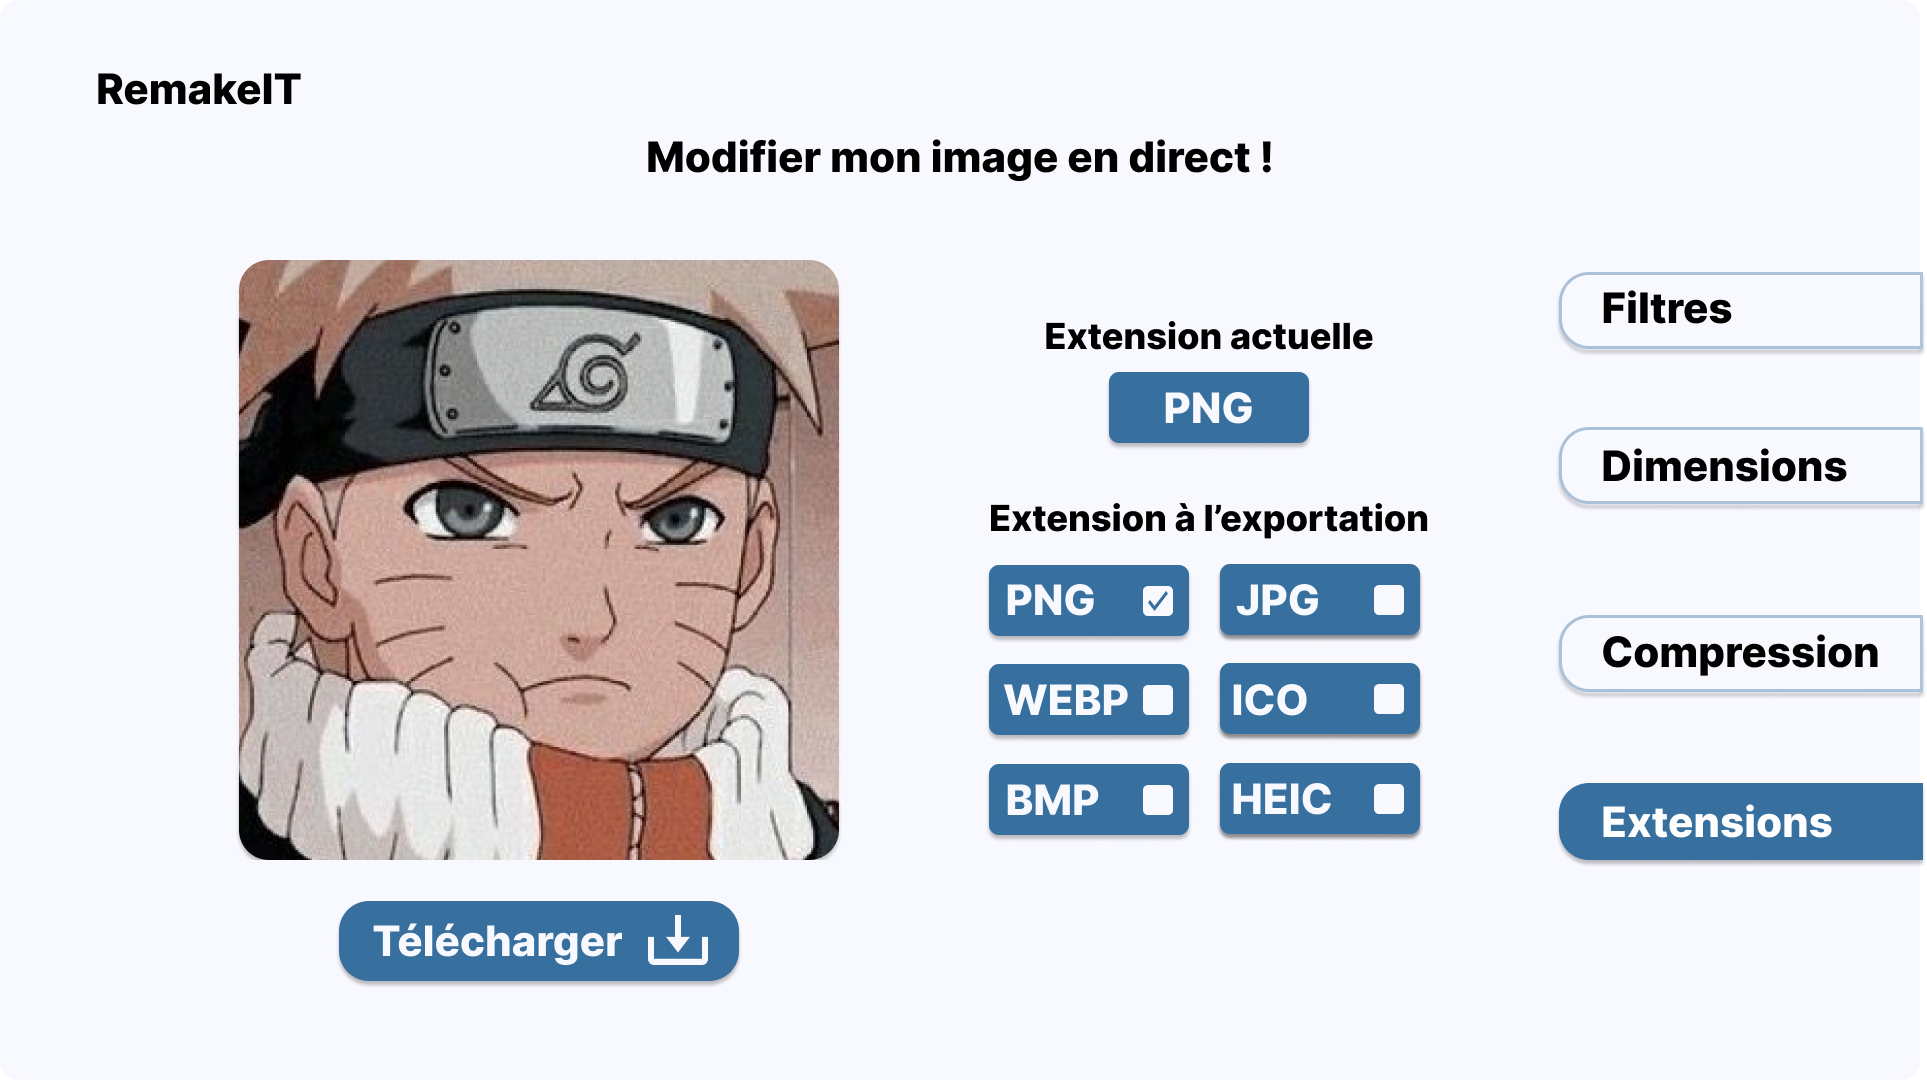 RemakeIT
Modifier mon image en direct !
Extension actuelle
PNG
Extension à l’exportation
PNG
JPG
WEBP
ICO
BMP
HEIC
Filtres
Dimensions
Compression
Extensions
Télécharger